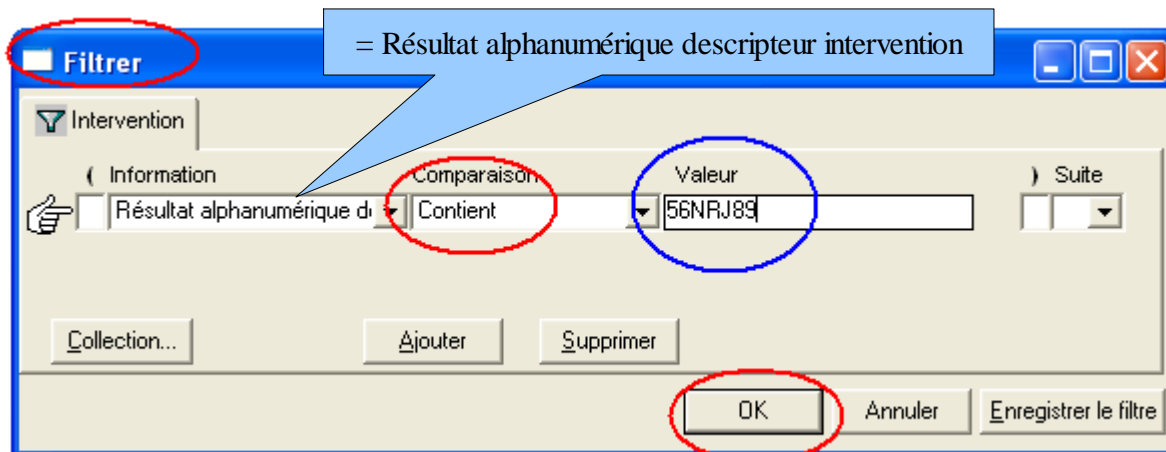 = Résultat alphanumérique descripteur intervention
Filtrer
Intervention
( Information Comparaison Valeur ) Suite
Résultat alphanumérique d Contient 56NRJ89
Collection... Ajouter Supprimer
OK Annuler Enregistrer le filtre